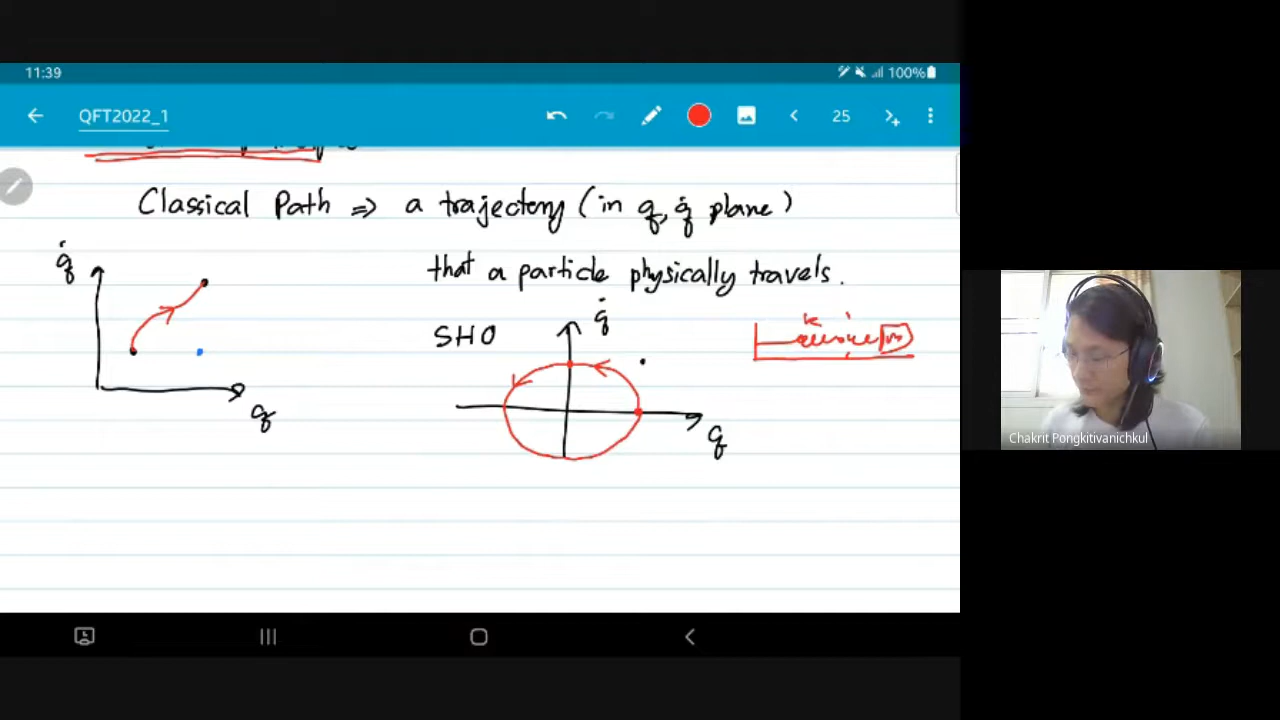 11:39
100%
QFT2022_1
25
Classical Path ⇒ a trajectory (in q, q̇ plane)
that a particle physically travels.
q̇
q
SHO
q̇
q
k
m
Chakrit Pongkitivanichkul